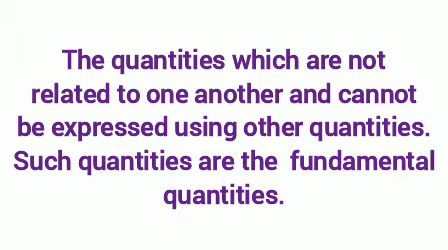 The quantities which are not
related to one another and cannot
be expressed using other quantities.
Such quantities are the fundamental
quantities.